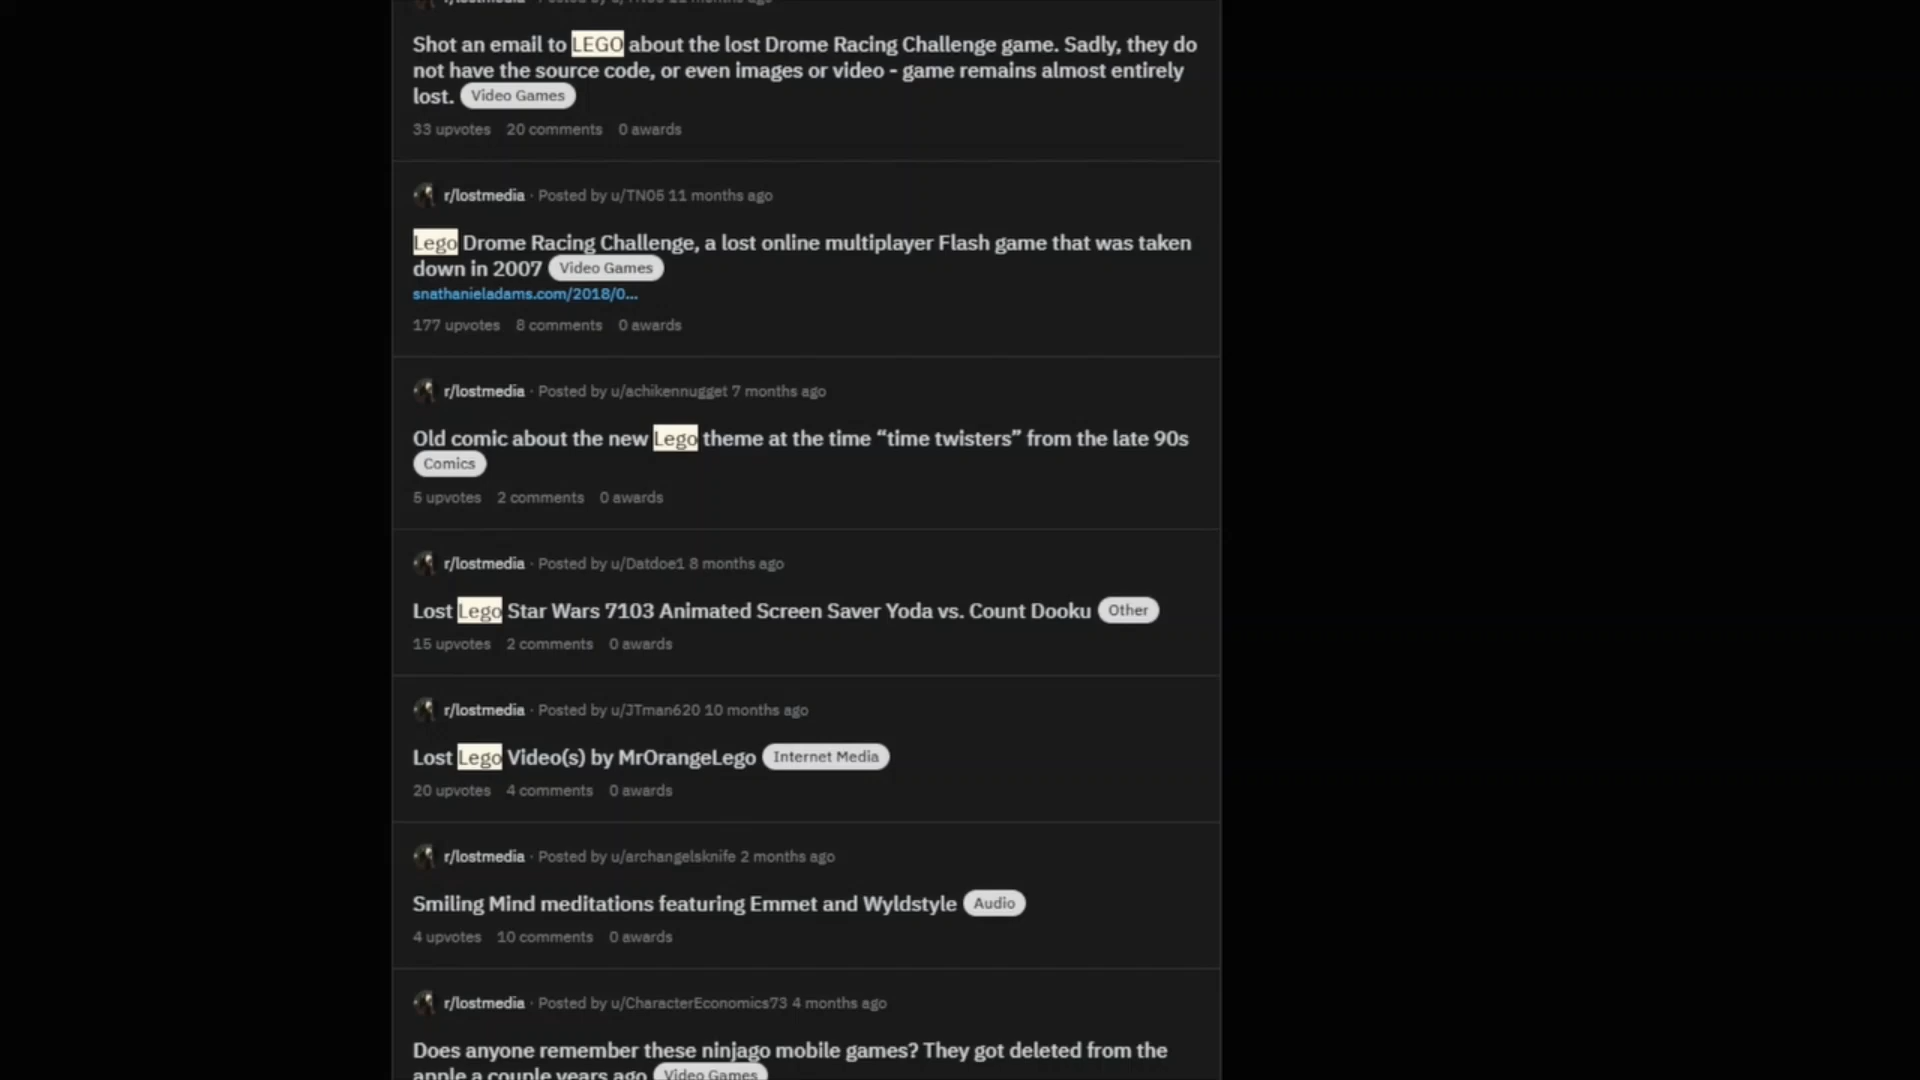 Shot an email to LEGO about the lost Drome Racing Challenge game. Sadly, they do
not have the source code, or even images or video - game remains almost entirely
lost. Video Games
33 upvotes 20 comments 0 awards
r/lostmedia · Posted by u/TN05 11 months ago
Lego Drome Racing Challenge, a lost online multiplayer Flash game that was taken
down in 2007 Video Games
snathanieladams.com/2018/0...
177 upvotes 8 comments 0 awards
r/lostmedia · Posted by u/achikennugget 7 months ago
Old comic about the new Lego theme at the time “time twisters” from the late 90s
Comics
5 upvotes 2 comments 0 awards
r/lostmedia · Posted by u/Datdoe1 8 months ago
Lost Lego Star Wars 7103 Animated Screen Saver Yoda vs. Count Dooku Other
15 upvotes 2 comments 0 awards
r/lostmedia · Posted by u/JTman620 10 months ago
Lost Lego Video(s) by MrOrangeLego Internet Media
20 upvotes 4 comments 0 awards
r/lostmedia · Posted by u/archangelsknife 2 months ago
Smiling Mind meditations featuring Emmet and Wyldstyle Audio
4 upvotes 10 comments 0 awards
r/lostmedia · Posted by u/CharacterEconomics73 4 months ago
Does anyone remember these ninjago mobile games? They got deleted from the
apple a couple years ago Video Games